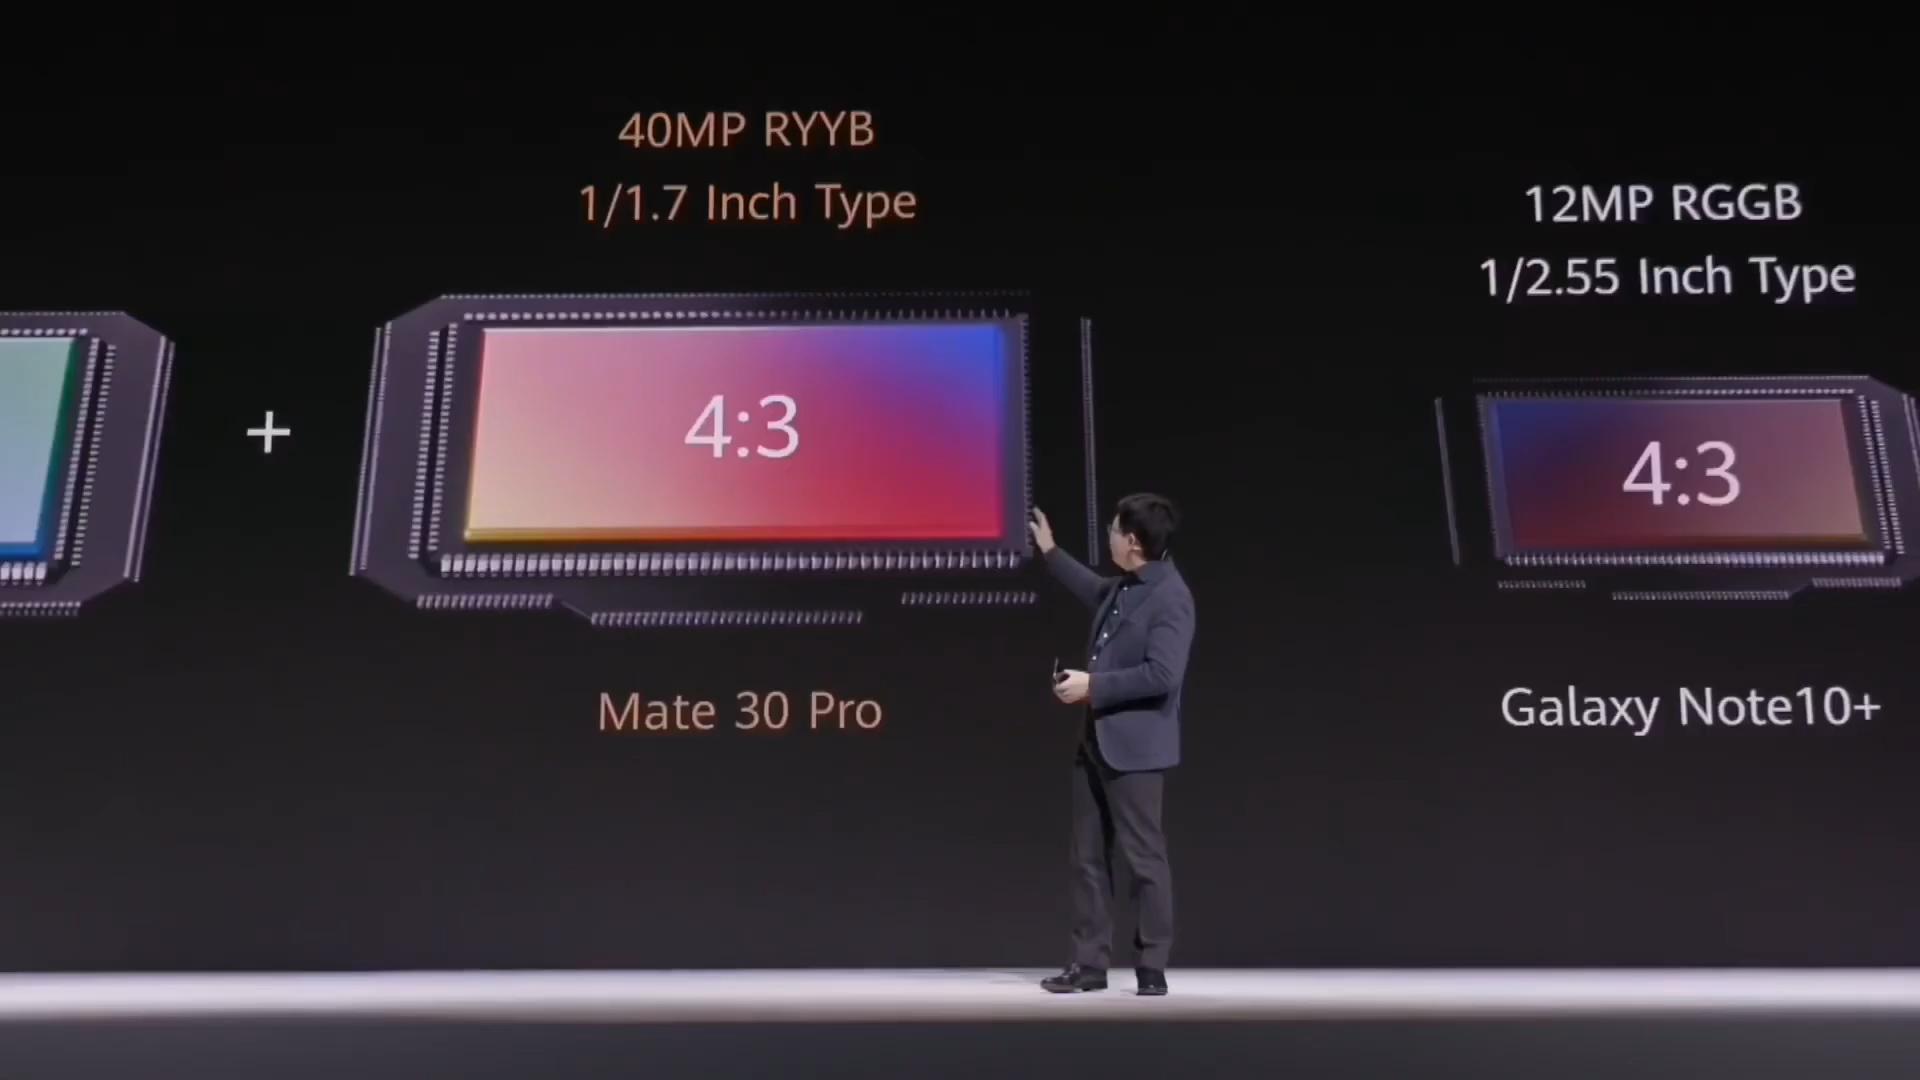 +
40MP RYYB
1/1.7 Inch Type
4:3
Mate 30 Pro
12MP RGGB
1/2.55 Inch Type
4:3
Galaxy Note10+